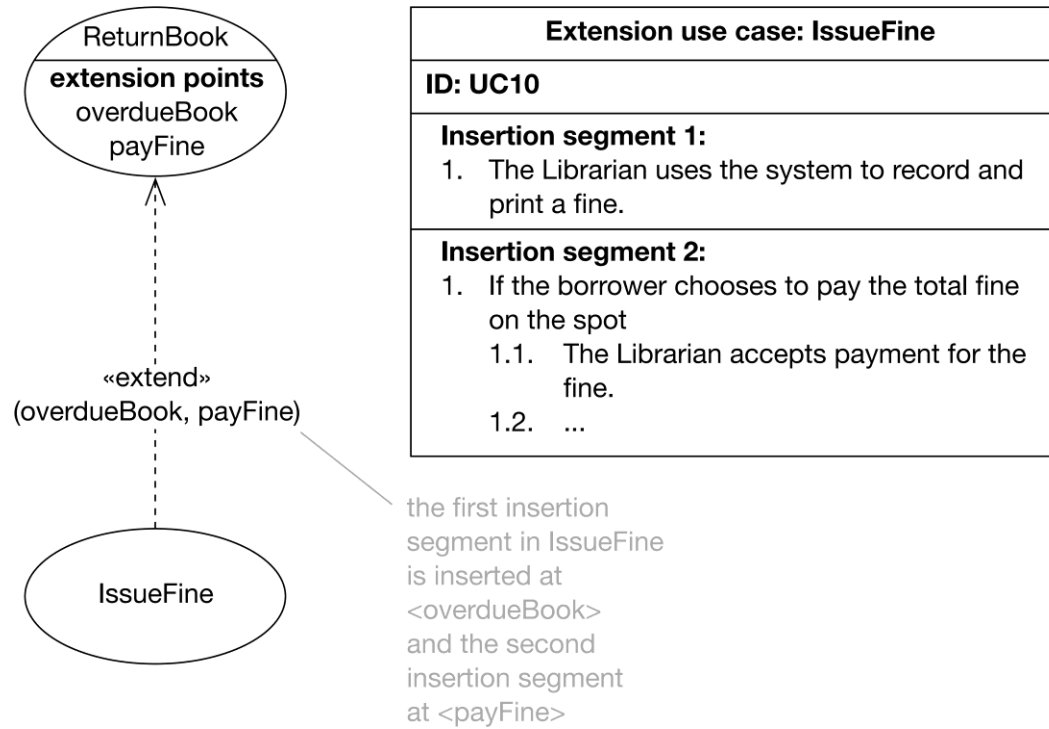 ReturnBook
extension points
overdueBook
payFine
«extend»
(overdueBook, payFine)
IssueFine
Extension use case: IssueFine
ID: UC10
Insertion segment 1:
1. The Librarian uses the system to record and
print a fine.
Insertion segment 2:
1. If the borrower chooses to pay the total fine
on the spot
1.1. The Librarian accepts payment for the
fine.
1.2. ...
the first insertion
segment in IssueFine
is inserted at
<overdueBook>
and the second
insertion segment
at <payFine>